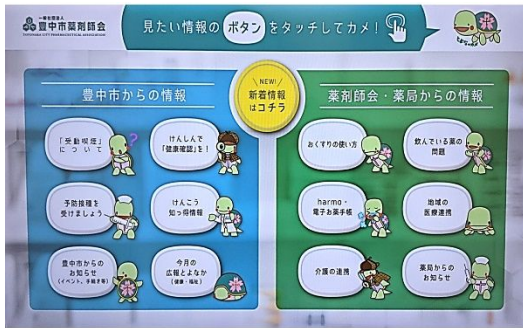 一般社団法人
豊中市薬剤師会
TOYONAKA CITY PHARMACEUTICAL ASSOCIATION
見たい情報の ボタン をタッチしてカメ！
NEW!
新着情報
はコチラ
豊中市からの情報
「受動喫煙」
について
けんしんで
「健康確認」を！
予防接種を
受けましょう
けんこう
知っ得情報
豊中市からの
お知らせ
（イベント、手続き等）
今月の
広報とよなか
（健康・福祉）
薬剤師会・薬局からの情報
おくすりの使い方
飲んでいる薬の
問題
harmo・
電子お薬手帳
地域の
医療連携
介護の連携
薬局からの
お知らせ